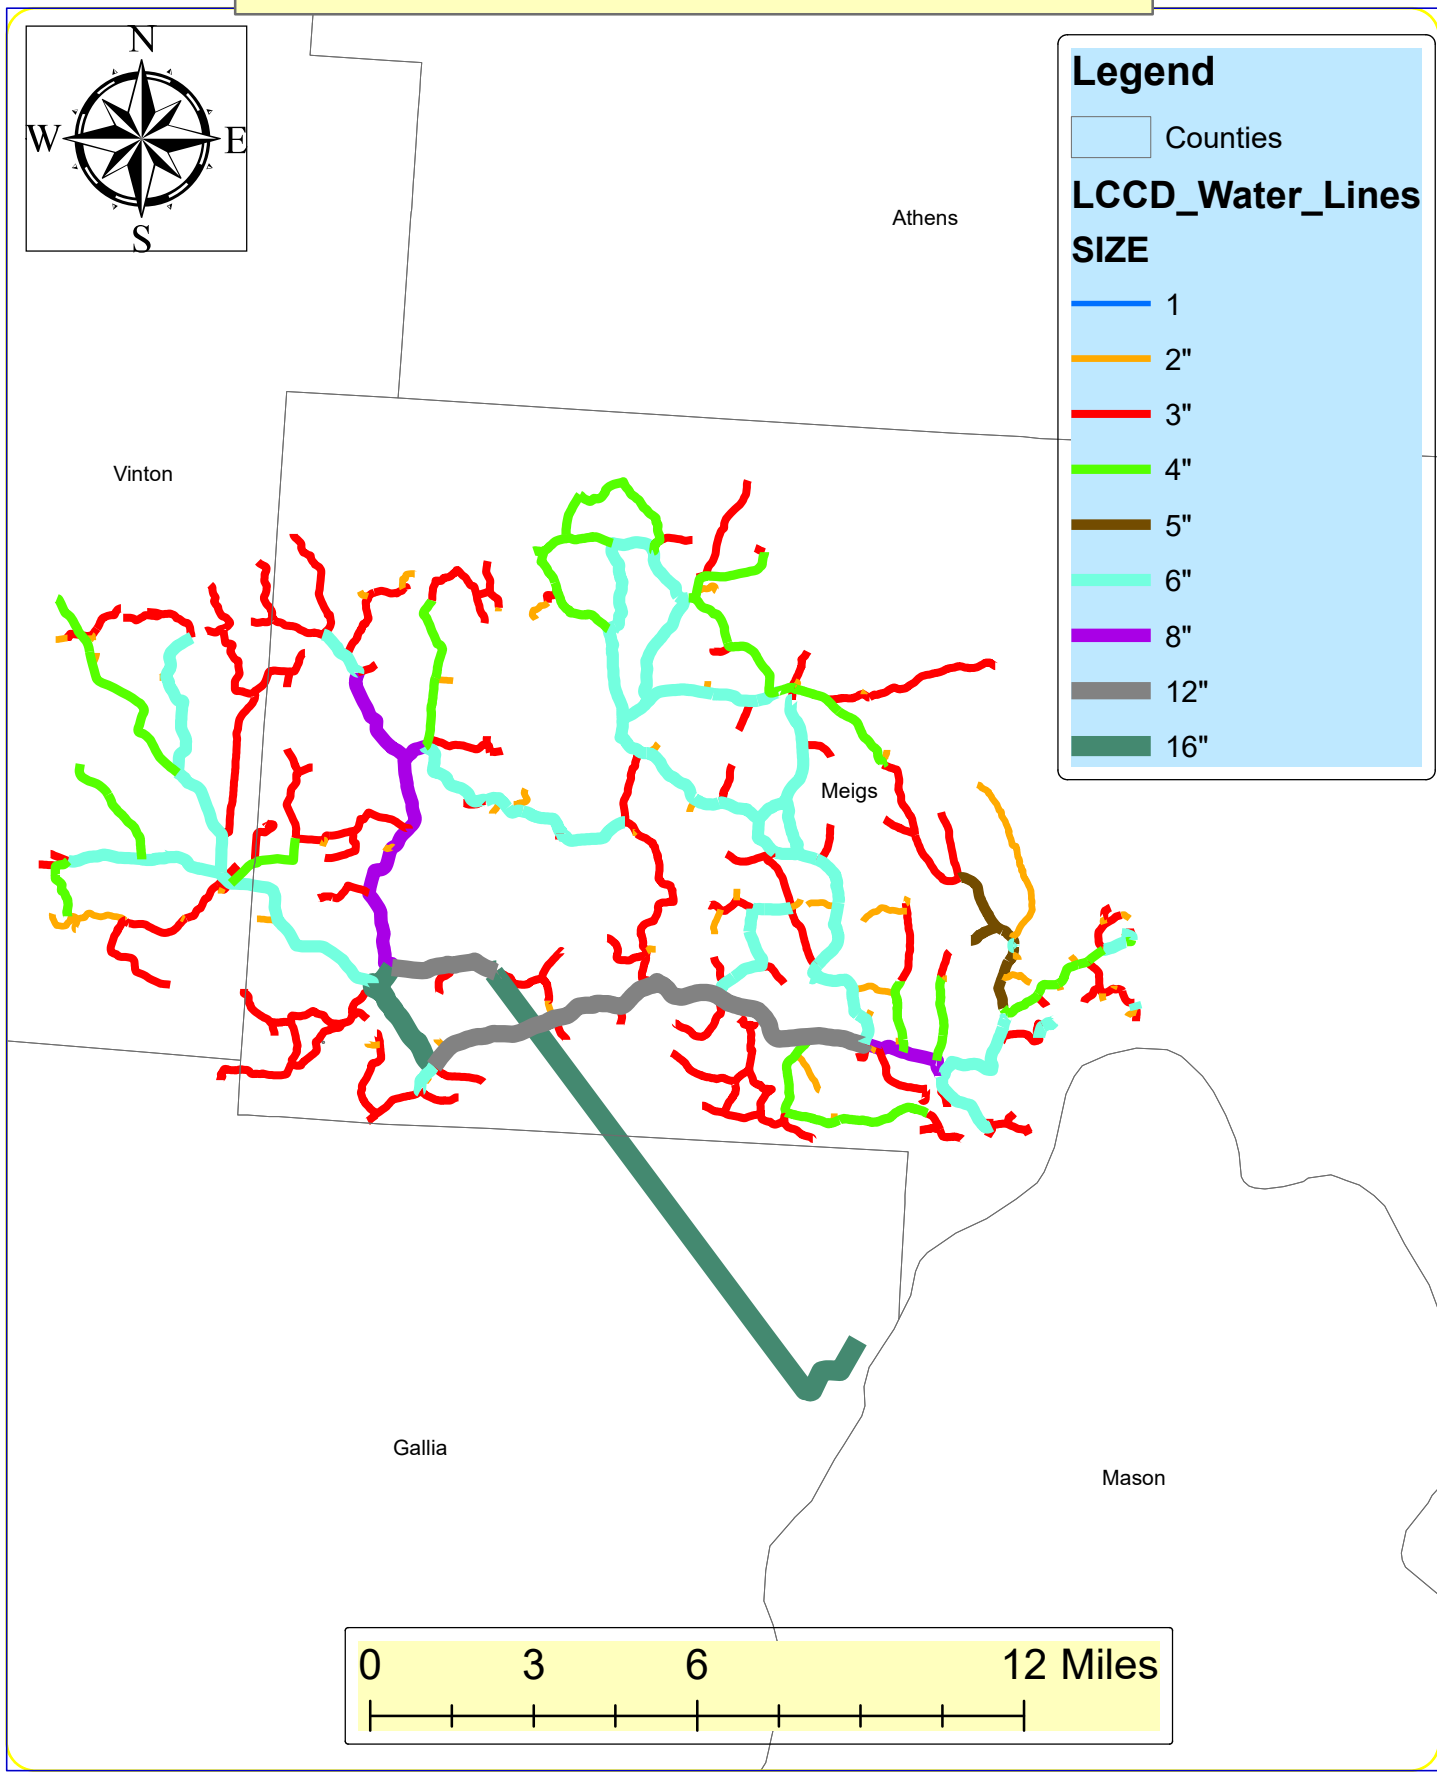 N
W E
S
Legend
Counties
LCCD_Water_Lines
SIZE
1
2"
3"
4"
5"
6"
8"
12"
16"
Athens
Vinton
Meigs
Gallia
Mason
0 3 6 12 Miles